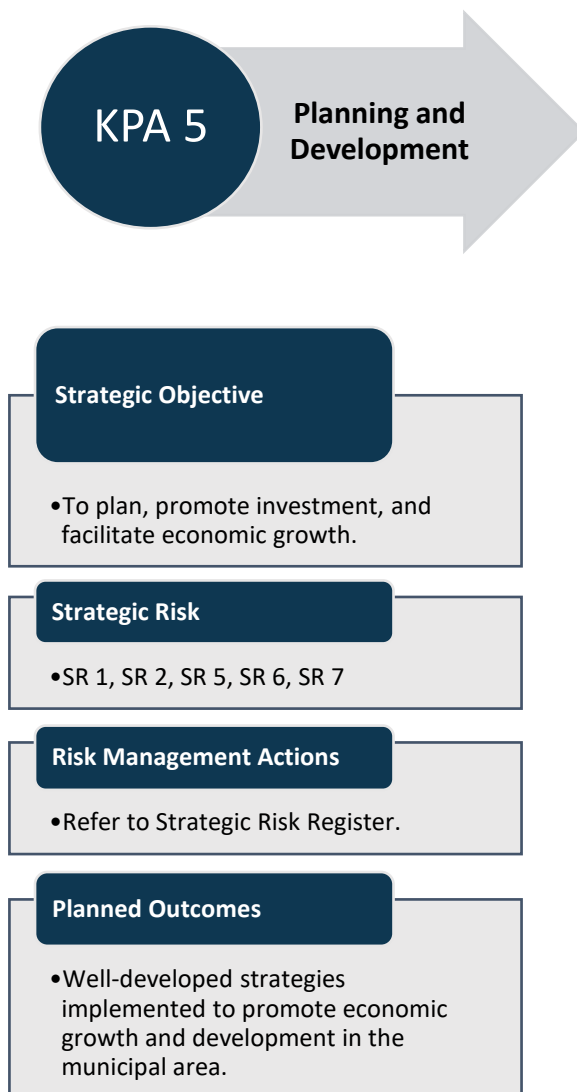 KPA 5
Planning and
Development
Strategic Objective
•To plan, promote investment, and
facilitate economic growth.
Strategic Risk
•SR 1, SR 2, SR 5, SR 6, SR 7
Risk Management Actions
•Refer to Strategic Risk Register.
Planned Outcomes
•Well-developed strategies
implemented to promote economic
growth and development in the
municipal area.